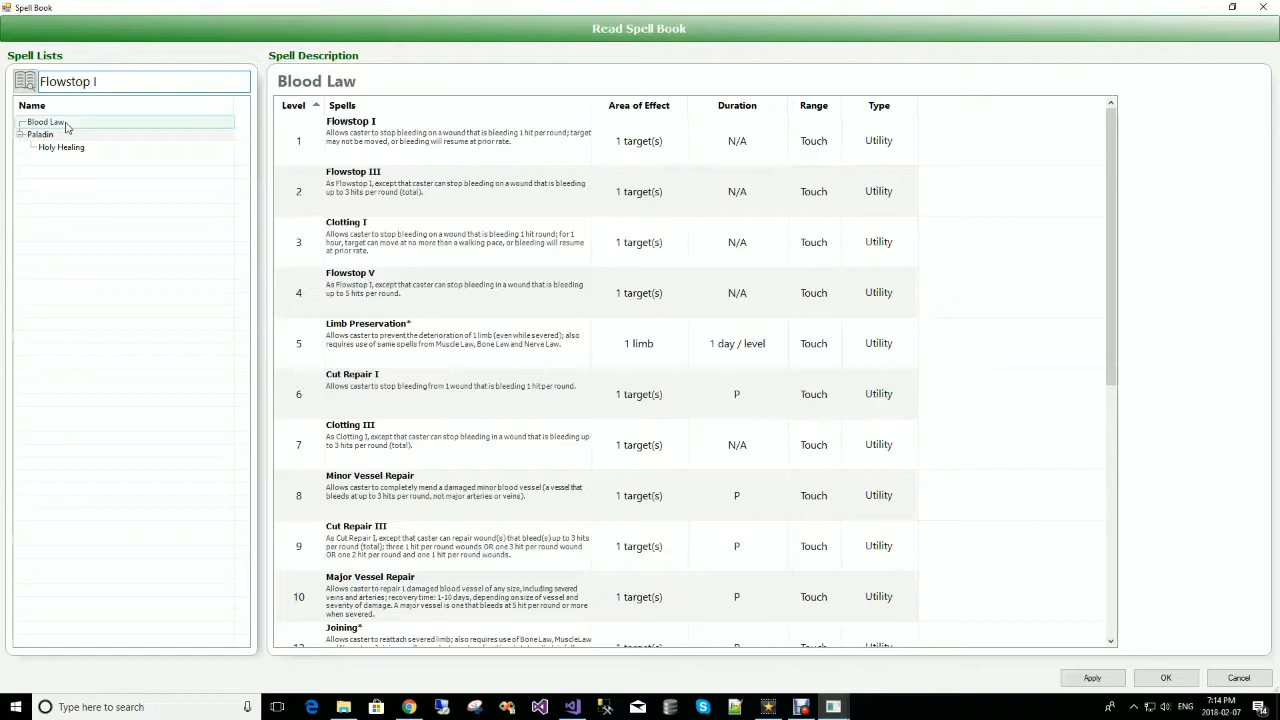 Spell Book
Read Spell Book
Spell Lists
Spell Description
Flowstop I
Blood Law
Name
Level
Spells
Area of Effect
Duration
Range
Type
Blood Law
Paladin
Holy Healing
Flowstop I
Allows caster to stop bleeding on a wound that is bleeding 1 hit per round; target
may not be moved, or bleeding will resume at prior rate.
1
1 target(s)
N/A
Touch
Utility
Flowstop III
As Flowstop I, except that caster can stop bleeding on a wound that is bleeding
up to 3 hits per round (total).
2
1 target(s)
N/A
Touch
Utility
Clotting I
Allows caster to stop bleeding on a wound that is bleeding 1 hit round; for 1
hour, target can move at no more than a walking pace, or bleeding will resume
at prior rate.
3
1 target(s)
N/A
Touch
Utility
Flowstop V
As Flowstop I, except that caster can stop bleeding in a wound that is bleeding
up to 5 hits per round.
4
1 target(s)
N/A
Touch
Utility
Limb Preservation*
Allows caster to prevent the deterioration of 1 limb (even while severed); also
requires use of same spells from Muscle Law, Bone Law and Nerve Law.
5
1 limb
1 day / level
Touch
Utility
Cut Repair I
Allows caster to stop bleeding from 1 wound that is bleeding 1 hit per round.
6
1 target(s)
P
Touch
Utility
Clotting III
As Clotting I, except that caster can stop bleeding in a wound that is bleeding up
to 3 hits per round (total).
7
1 target(s)
N/A
Touch
Utility
Minor Vessel Repair
Allows caster to completely mend a damaged minor blood vessel (a vessel that
bleeds at up to 3 hits per round, not major arteries or veins).
8
1 target(s)
P
Touch
Utility
Cut Repair III
As Cut Repair I, except that caster can repair wound(s) that bleed(s) up to 3 hits
per round (total); three 1 hit per round wounds OR one 3 hit per round wound
OR one 2 hit per round and one 1 hit per round wounds.
9
1 target(s)
P
Touch
Utility
Major Vessel Repair
Allows caster to repair 1 damaged blood vessel of any size, including severed
veins and arteries; recovery time: 1-10 days, depending on size of vessel and
severity of damage. A major vessel is one that bleeds at 5 hit per round or more
when severed.
10
1 target(s)
P
Touch
Utility
Joining*
Allows caster to reattach severed limb; also requires use of Bone Law, MuscleLaw
Apply
OK
Cancel
Type here to search
ENG
7:14 PM
2018-02-07
14